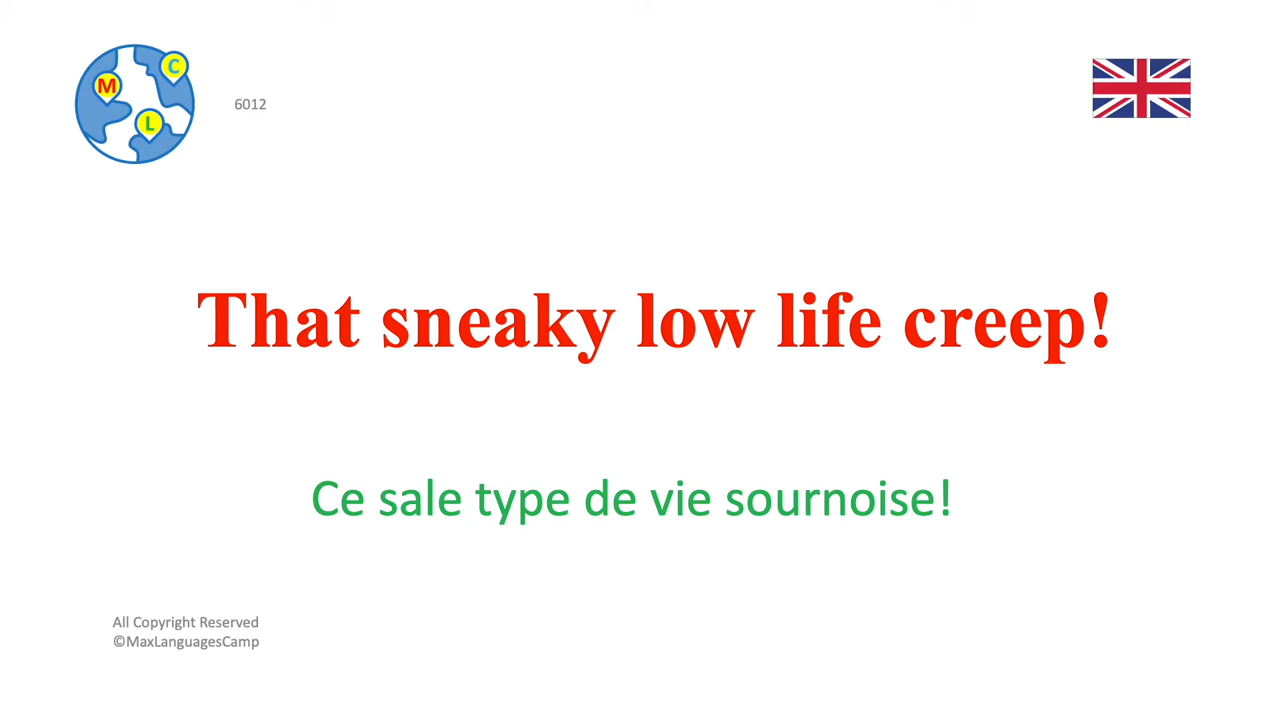 M
C
L
6012
That sneaky low life creep!
Ce sale type de vie sournoise!
All Copyright Reserved
©MaxLanguagesCamp